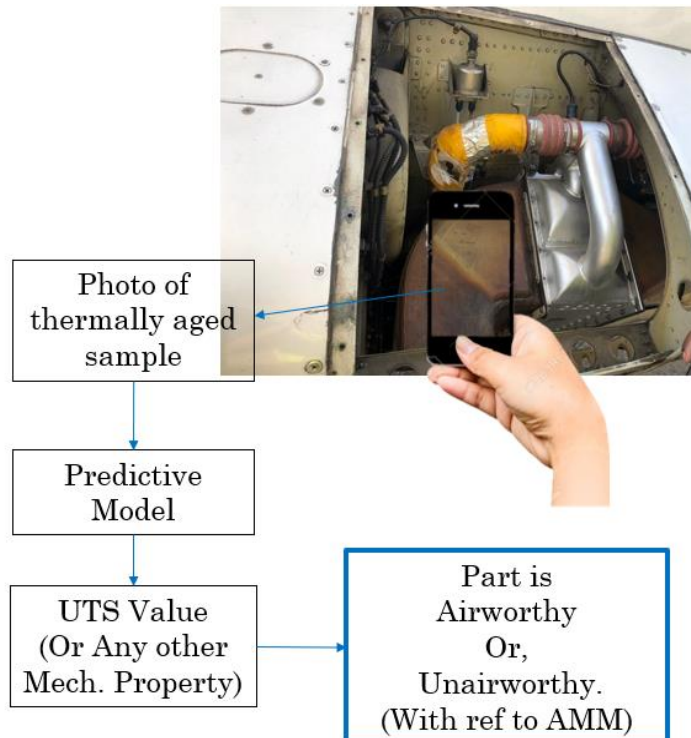 Photo of
thermally aged
sample
Predictive
Model
UTS Value
(Or Any other
Mech. Property)
Part is
Airworthy
Or,
Unairworthy.
(With ref to AMM)